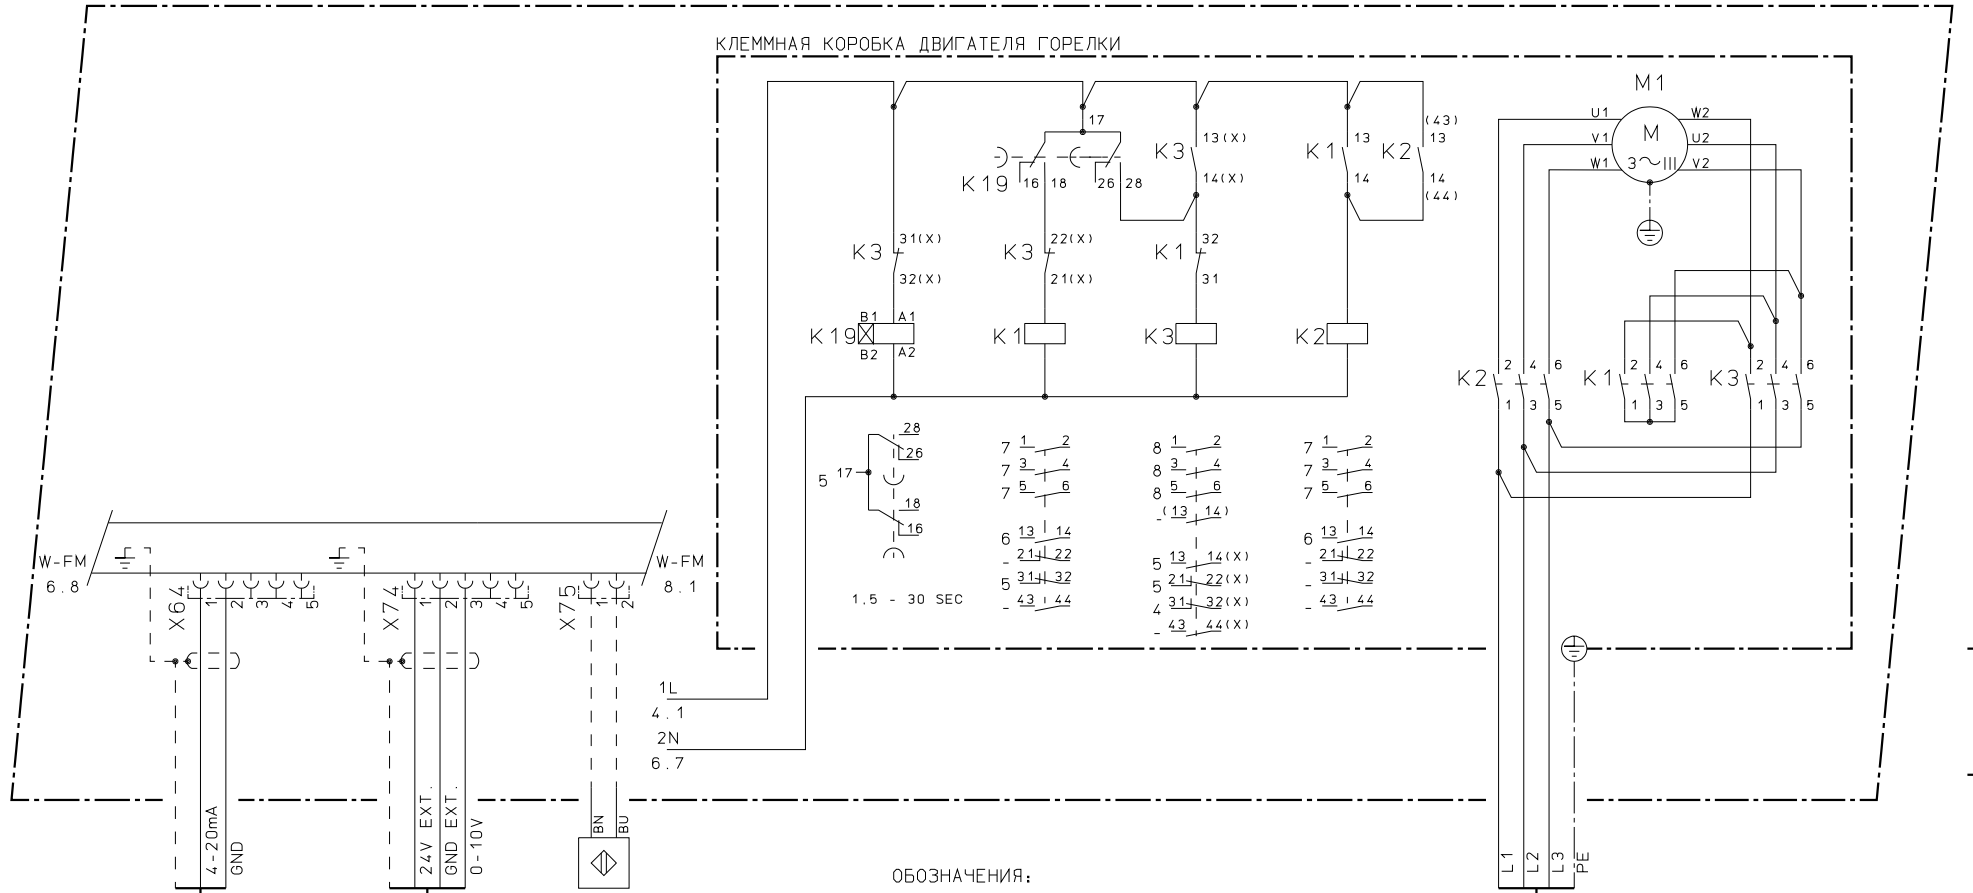 КЛЕММНАЯ КОРОБКА ДВИГАТЕЛЯ ГОРЕЛКИ
M1
U1 W2
V1 M U2
W1 3~III V2
17
(43)
K3 13(X)
14(X)
K1 13
14
K2 13
14
(44)
K19 16 18 26 28
K3 31(X)
32(X)
K3 22(X)
21(X)
K1 32
31
K19 B1 A1
B2 A2
K1
K3
K2
K2 2 4 6
1 3 5
K1 2 4 6
1 3 5
K3 2 4 6
1 3 5
28
26
5 17
18
16
1.5 - 30 SEC
7 1 2
7 3 4
7 5 6
6 13 14
- 21 22
5 31 32
- 43 44
8 1 2
8 3 4
8 5 6
- (13 14)
5 13 14(X)
5 21 22(X)
4 31 32(X)
- 43 44(X)
7 1 2
7 3 4
7 5 6
6 13 14
- 21 22
- 31 32
- 43 44
W-FM
6.8
W-FM
8.1
X64 1 2 3 4 5
X74 1 2 3 4 5
X75 1 2
1L
4.1
2N
6.7
4-20mA
GND
24V EXT.
GND EXT.
0-10V
BN
BU
L1
L2
L3
PE
ОБОЗНАЧЕНИЯ: